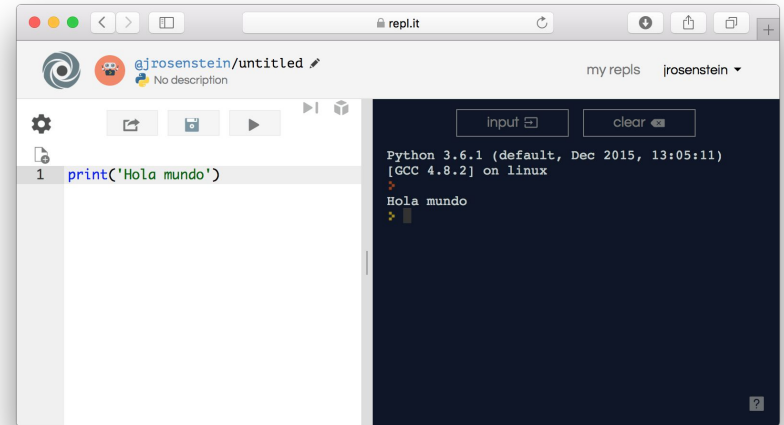 repl.it
@jrosenstein/untitled
No description
my repls
jrosenstein
input
clear
1 print('Hola mundo')
Python 3.6.1 (default, Dec 2015, 13:05:11)
[GCC 4.8.2] on linux
Hola mundo
?